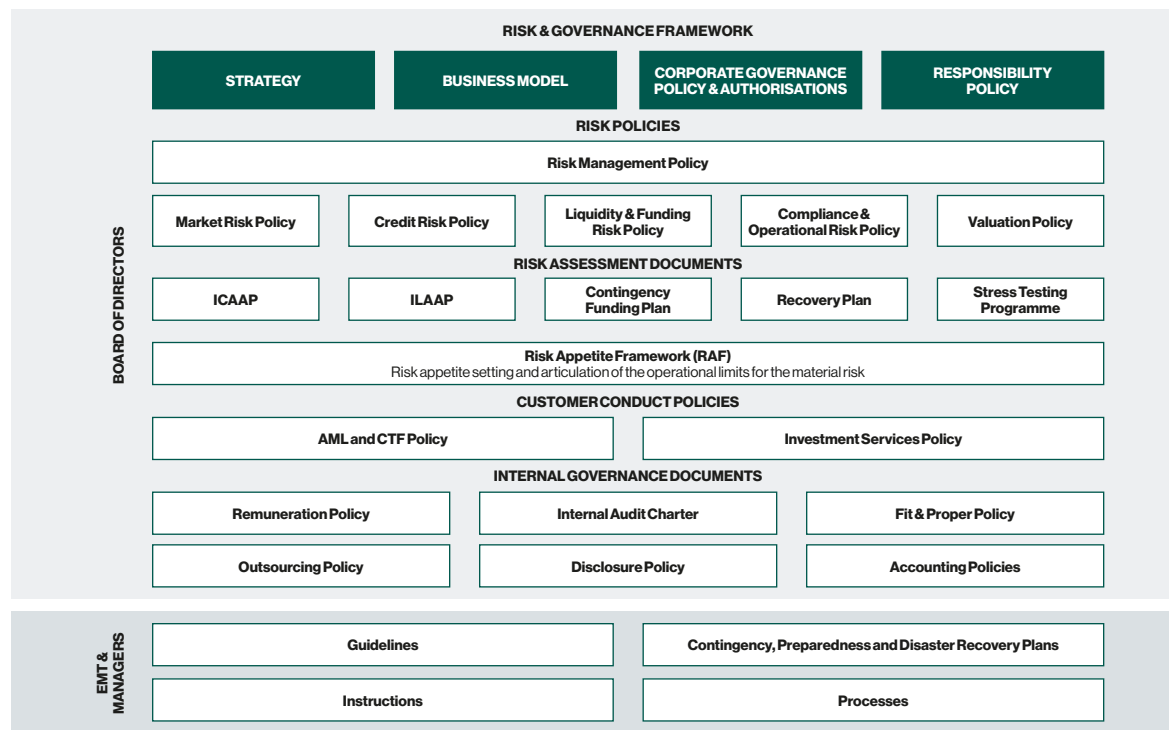 RISK & GOVERNANCE FRAMEWORK
STRATEGY
BUSINESS MODEL
CORPORATE GOVERNANCE
POLICY & AUTHORISATIONS
RESPONSIBILITY
POLICY
RISK POLICIES
Risk Management Policy
Market Risk Policy
Credit Risk Policy
Liquidity & Funding
Risk Policy
Compliance &
Operational Risk Policy
Valuation Policy
BOARD OF DIRECTORS
RISK ASSESSMENT DOCUMENTS
ICAAP
ILAAP
Contingency
Funding Plan
Recovery Plan
Stress Testing
Programme
Risk Appetite Framework (RAF)
Risk appetite setting and articulation of the operational limits for the material risk
CUSTOMER CONDUCT POLICIES
AML and CTF Policy
Investment Services Policy
INTERNAL GOVERNANCE DOCUMENTS
Remuneration Policy
Internal Audit Charter
Fit & Proper Policy
Outsourcing Policy
Disclosure Policy
Accounting Policies
EMT &
MANAGERS
Guidelines
Contingency, Preparedness and Disaster Recovery Plans
Instructions
Processes